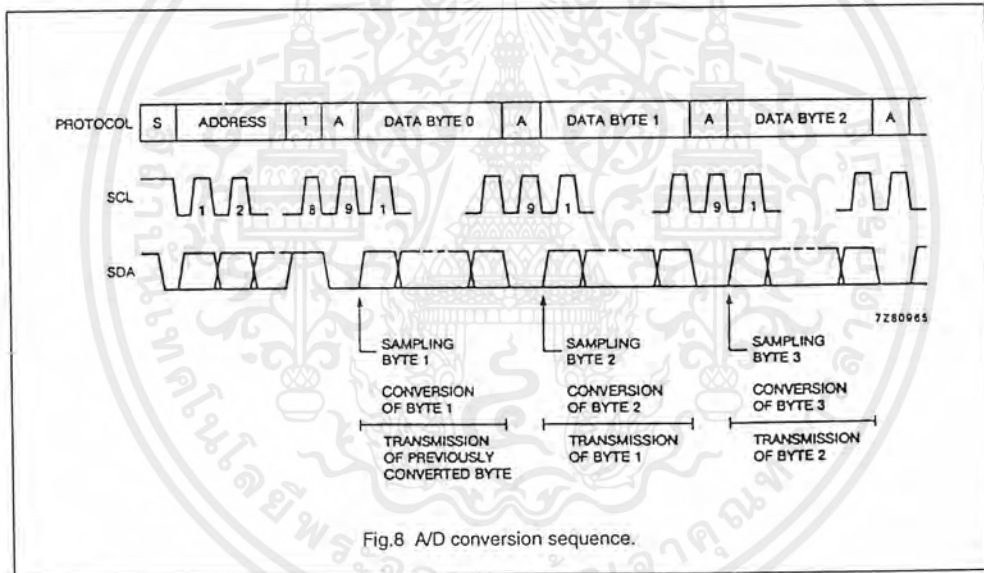 PROTOCOL S ADDRESS 1 A DATA BYTE 0 A DATA BYTE 1 A DATA BYTE 2 A
SCL 1 2 8 9 1 9 1 9 1
SDA
7Z80965
SAMPLING BYTE 1
SAMPLING BYTE 2
SAMPLING BYTE 3
CONVERSION OF BYTE 1
CONVERSION OF BYTE 2
CONVERSION OF BYTE 3
TRANSMISSION OF PREVIOUSLY CONVERTED BYTE
TRANSMISSION OF BYTE 1
TRANSMISSION OF BYTE 2
Fig.8 A/D conversion sequence.